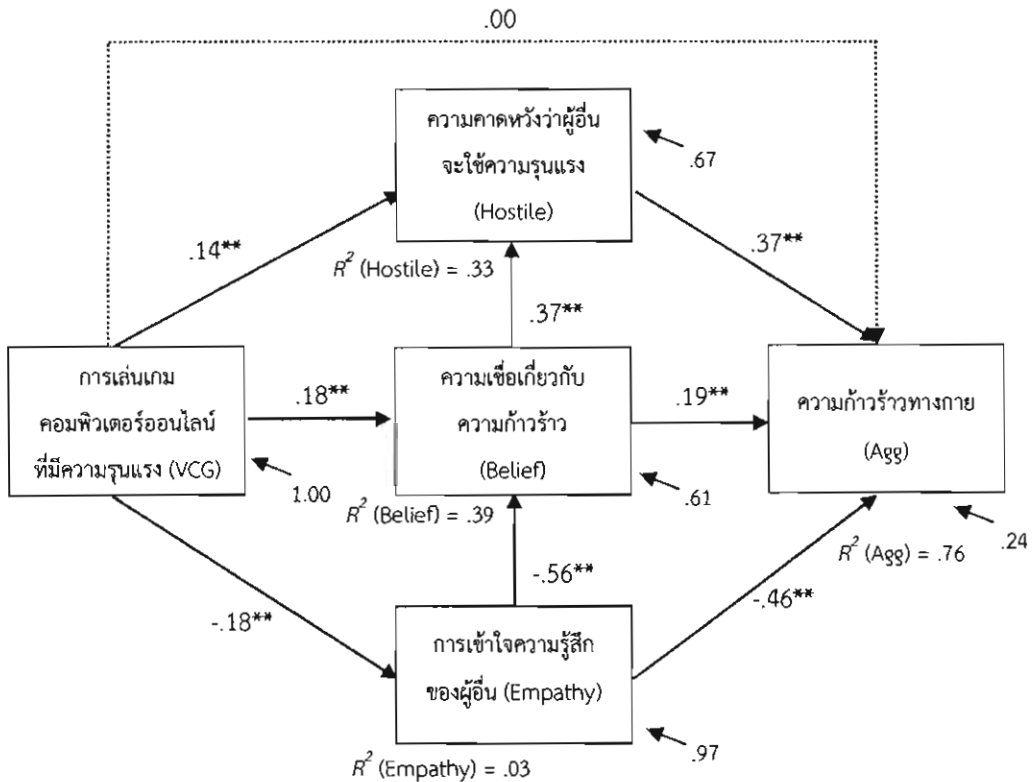 .00
ความคาดหวังว่าผู้อื่น
จะใช้ความรุนแรง
(Hostile)
.67
.14**
R² (Hostile) = .33
.37**
.37**
การเล่นเกม
คอมพิวเตอร์ออนไลน์
ที่มีความรุนแรง (VCG)
1.00
.18**
ความเชื่อเกี่ยวกับ
ความก้าวร้าว
(Belief)
.61
R² (Belief) = .39
.19**
ความก้าวร้าวทางกาย
(Agg)
.24
R² (Agg) = .76
-.18**
-.56**
-.46**
การเข้าใจความรู้สึก
ของผู้อื่น (Empathy)
.97
R² (Empathy) = .03